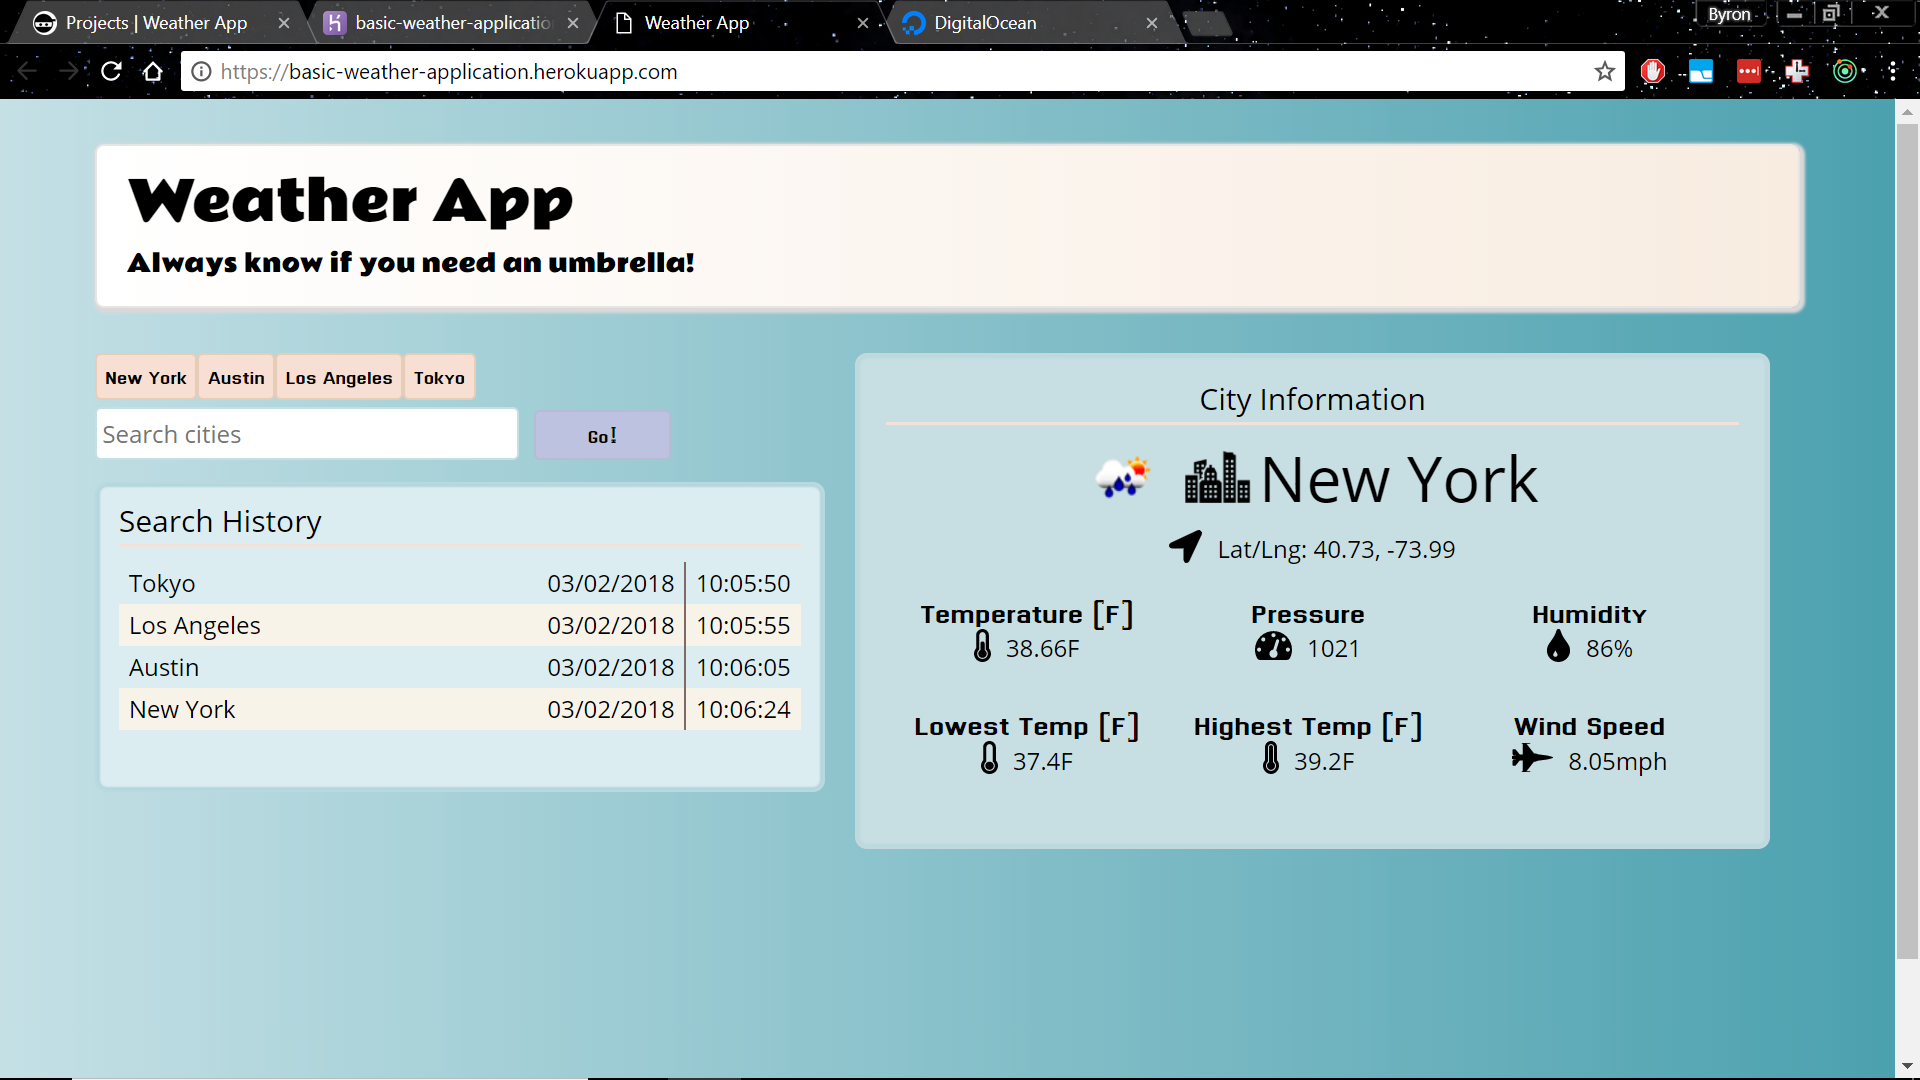 Projects | Weather App
basic-weather-applicatio
Weather App
DigitalOcean
Byron
https://basic-weather-application.herokuapp.com
Weather App
Always know if you need an umbrella!
New York
Austin
Los Angeles
Tokyo
Search cities
Go!
Search History
Tokyo 03/02/2018 10:05:50
Los Angeles 03/02/2018 10:05:55
Austin 03/02/2018 10:06:05
New York 03/02/2018 10:06:24
City Information
New York
Lat/Lng: 40.73, -73.99
Temperature [F] Pressure Humidity
38.66F 1021 86%
Lowest Temp [F] Highest Temp [F] Wind Speed
37.4F 39.2F 8.05mph